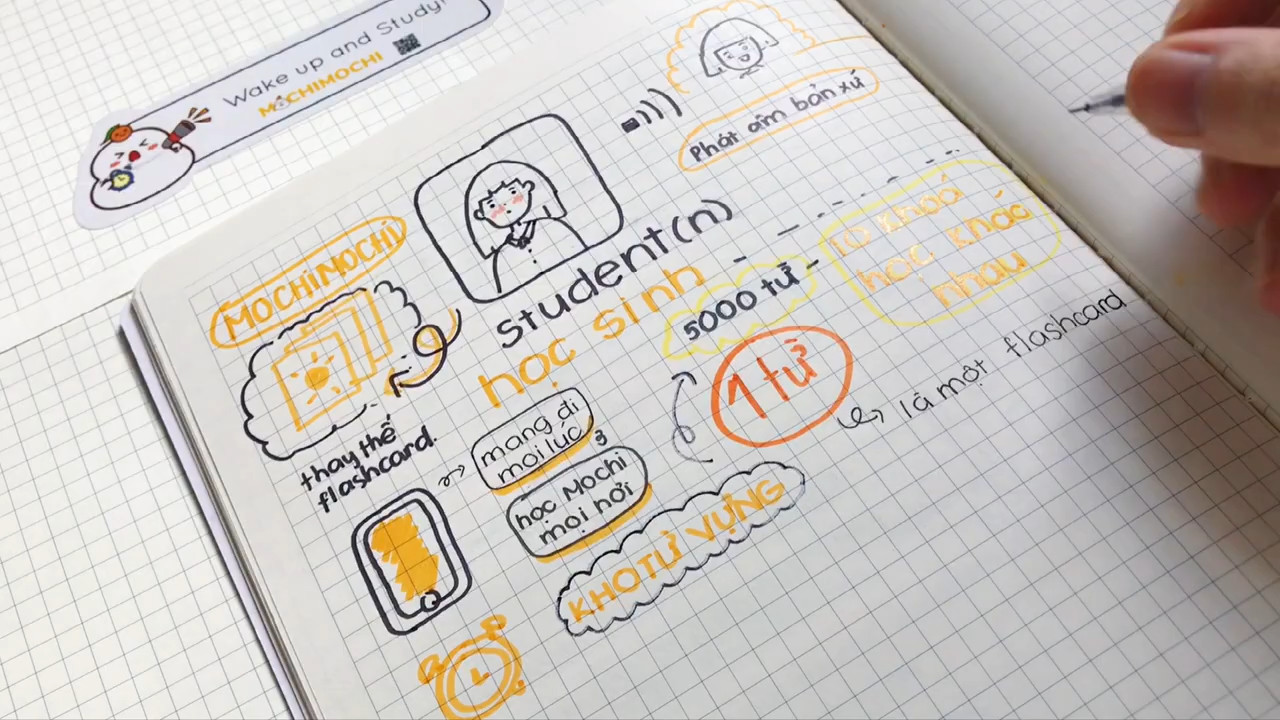 Wake up and Study!
MOCHIMOCHI
Phát âm bản xứ
MOCHIMOCHI
student(n)
học sinh
5000 từ
10 khoá
học khác
nhau
1 từ
là một flashcard
thay thế
flashcard.
mang đi
mọi lúc
học Mochi
mọi nơi
KHO TỪ VỰNG